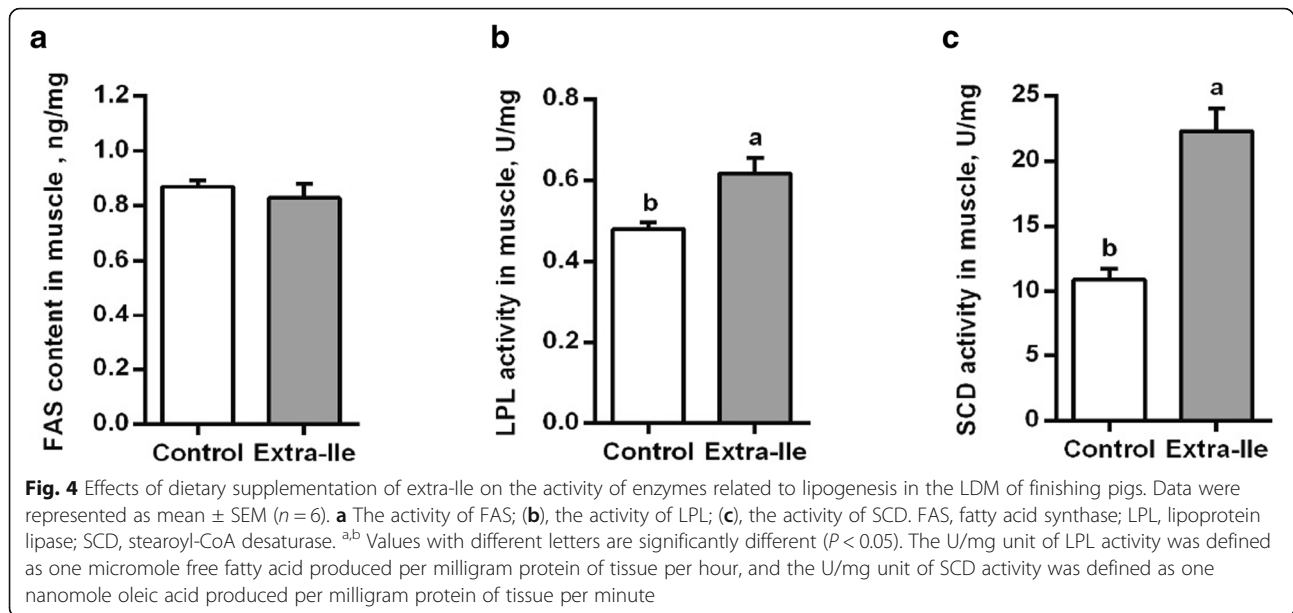 a
b
c
FAS content in muscle , ng/mg
1.2
1.0
0.8
0.6
0.4
0.2
0.0
Control Extra-Ile
LPL activity in muscle, U/mg
0.8
0.6
0.4
0.2
0.0
b
a
Control Extra-Ile
SCD activity in muscle, U/mg
25
20
15
10
5
0
b
a
Control Extra-Ile
Fig. 4 Effects of dietary supplementation of extra-Ile on the activity of enzymes related to lipogenesis in the LDM of finishing pigs. Data were
represented as mean ± SEM (n = 6). a The activity of FAS; (b), the activity of LPL; (c), the activity of SCD. FAS, fatty acid synthase; LPL, lipoprotein
lipase; SCD, stearoyl-CoA desaturase. a,b Values with different letters are significantly different (P < 0.05). The U/mg unit of LPL activity was defined
as one micromole free fatty acid produced per milligram protein of tissue per hour, and the U/mg unit of SCD activity was defined as one
nanomole oleic acid produced per milligram protein of tissue per minute